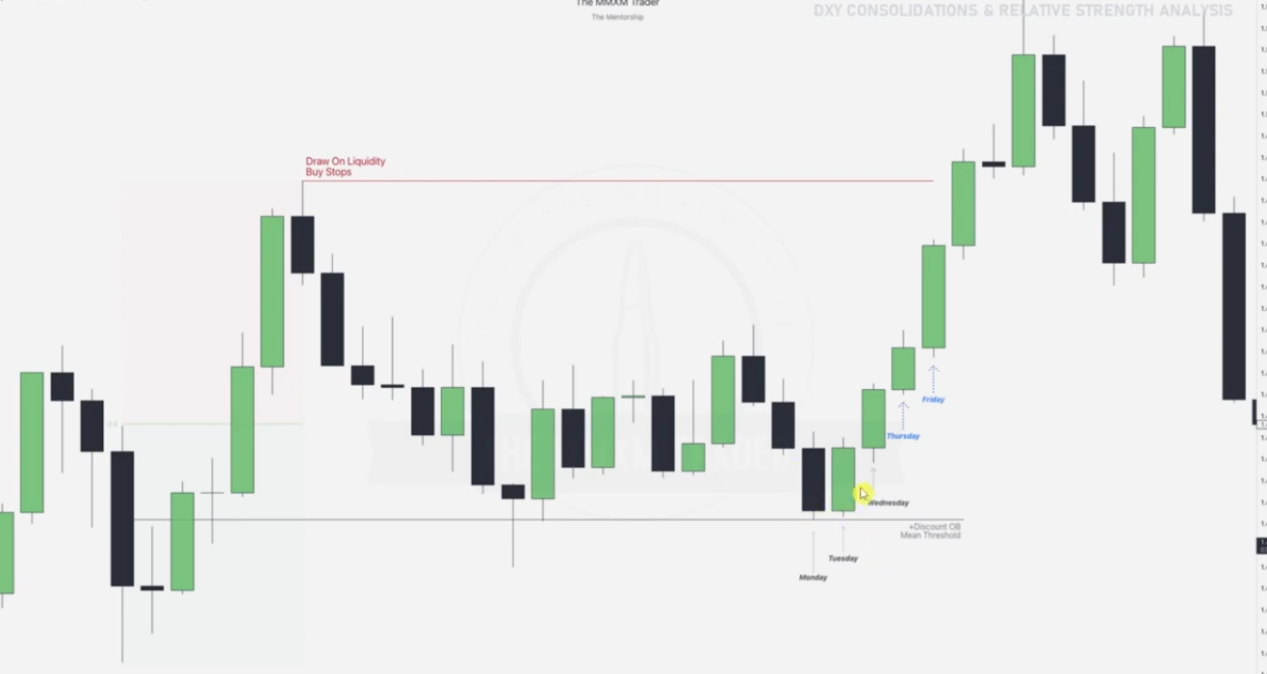 The MMXM Trader
The Mentorship
DXY CONSOLIDATIONS & RELATIVE STRENGTH ANALYSIS
Draw On Liquidity
Buy Stops
Friday
Thursday
Wednesday
+Discount OB
Mean Threshold
Tuesday
Monday